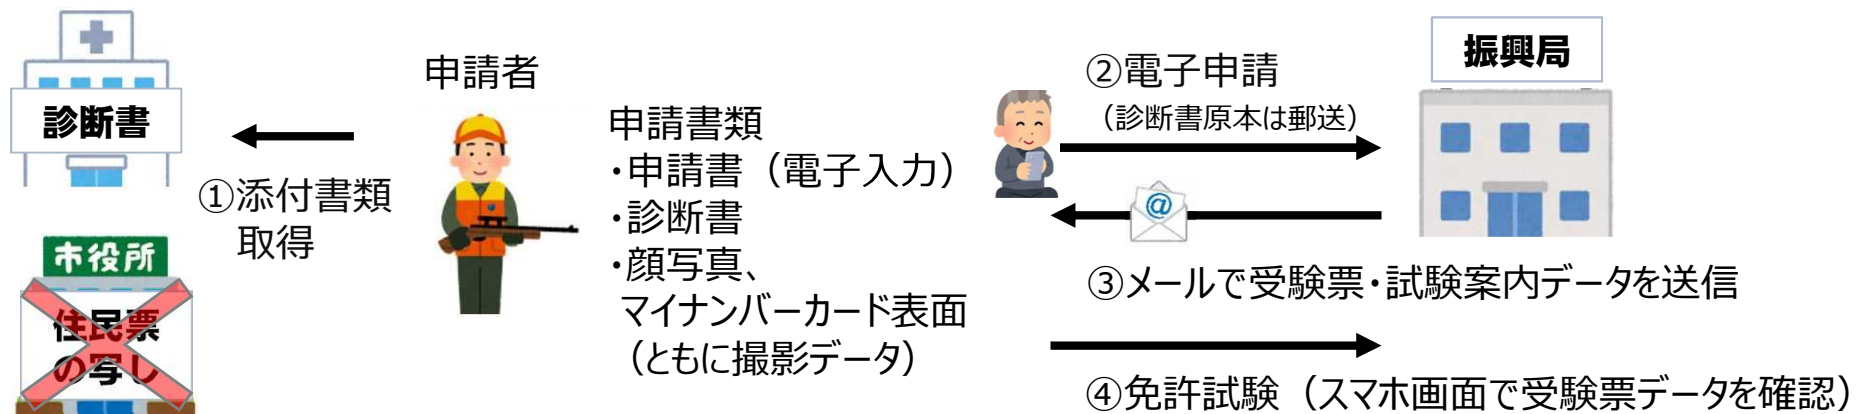 診断書
①添付書類
取得
市役所
住民票
の写し
申請者
申請書類
・申請書（電子入力）
・診断書
・顔写真、
マイナンバーカード表面
（ともに撮影データ）
②電子申請
（診断書原本は郵送）
振興局
@
③メールで受験票・試験案内データを送信
④免許試験（スマホ画面で受験票データを確認）